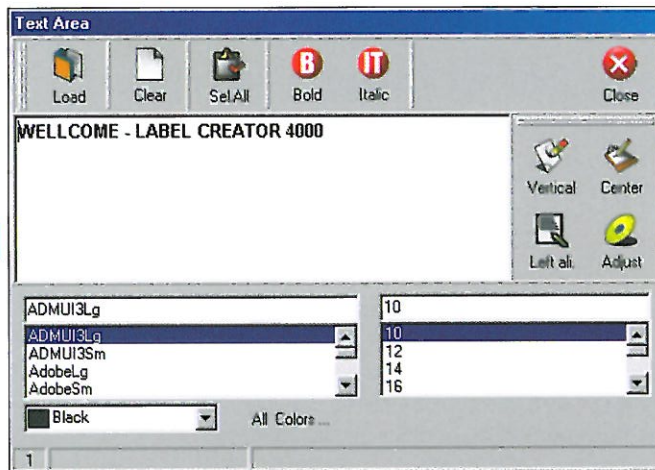 Text Area
Load Clear Sel.All B Bold IT Italic Close
WELLCOME - LABEL CREATOR 4000
Vertical Center
Left ali. Adjust
ADMUI3Lg 10
ADMUI3Lg 10
ADMUI3Sm 12
AdobeLg 14
AdobeSm 16
Black All Colors ...
1